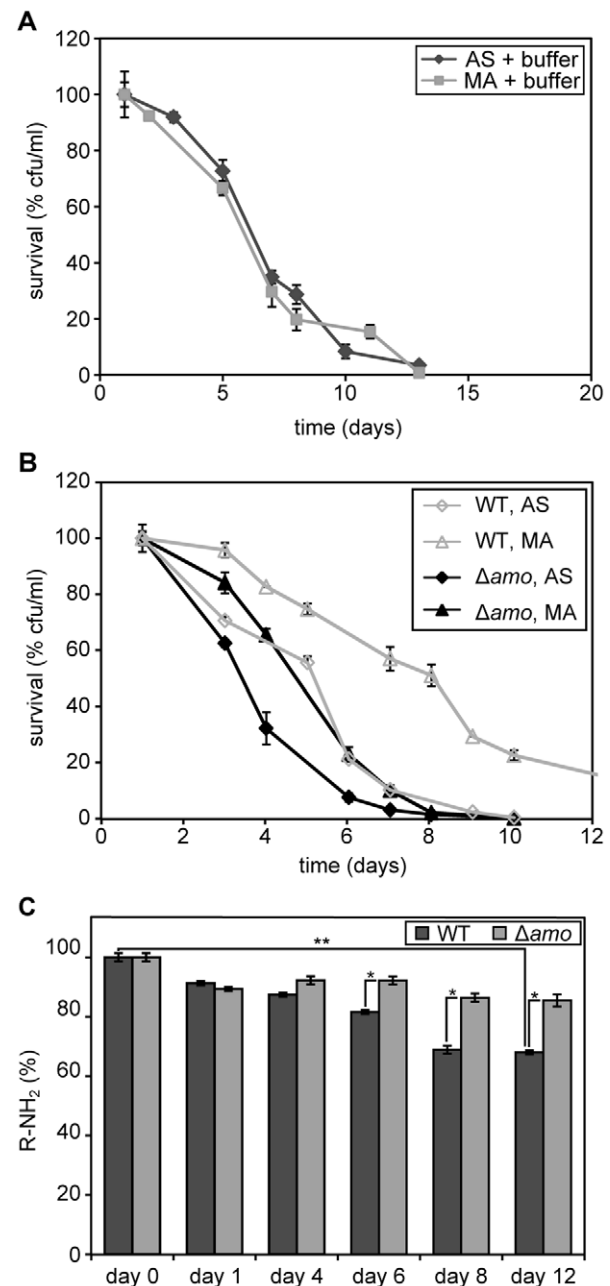 A
120
100
80
60
40
20
0
survival (% cfu/ml)
AS + buffer
MA + buffer
0 5 10 15 20
time (days)
B
120
100
80
60
40
20
0
survival (% cfu/ml)
WT, AS
WT, MA
Δamo, AS
Δamo, MA
0 2 4 6 8 10 12
time (days)
C
WT Δamo
100
80
60
40
20
0
R-NH₂ (%)
**
* * *
day 0 day 1 day 4 day 6 day 8 day 12